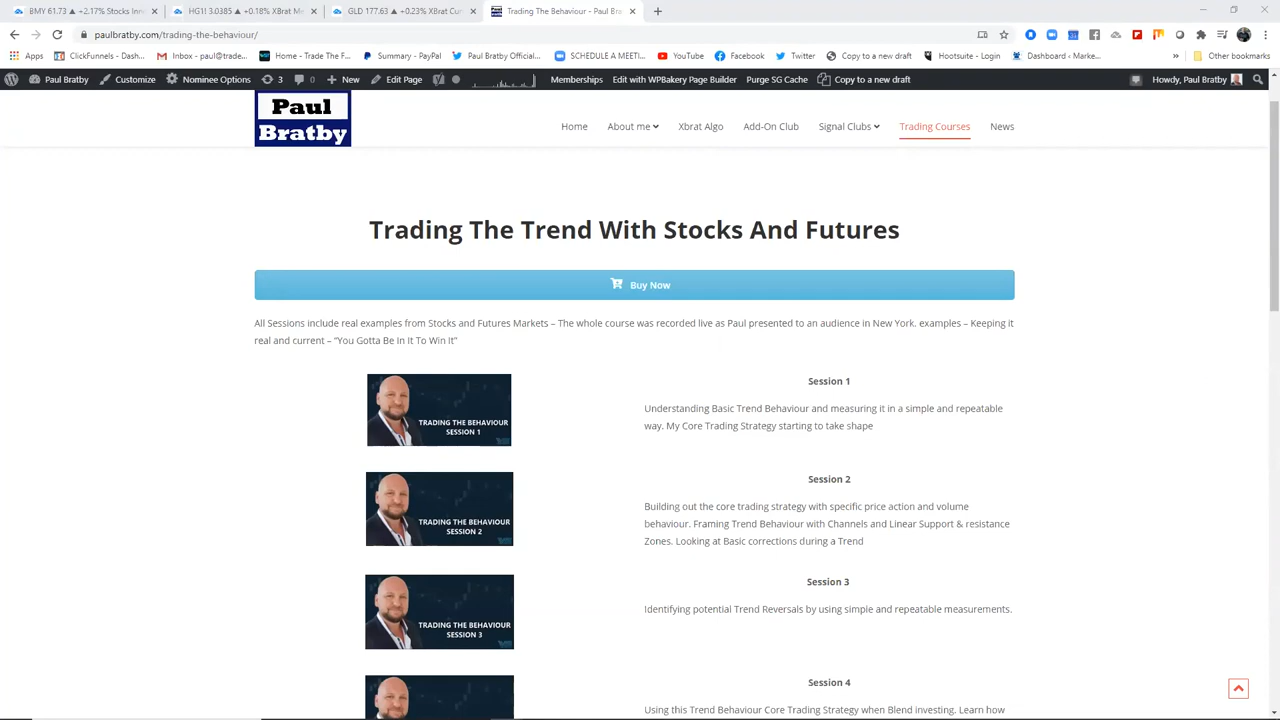 BMY 61.73 ▲ +2.17% Stocks Inre
HG1! 3.0385 ▲ +0.18% XBrat Me
GLD 177.63 ▲ +0.23% XBrat Cur
Trading The Behaviour - Paul Bra
paulbratby.com/trading-the-behaviour/
Apps
ClickFunnels - Dash...
Inbox - paul@trade...
Home - Trade The F...
Summary - PayPal
Paul Bratby Official...
SCHEDULE A MEETI...
YouTube
Facebook
Twitter
Copy to a new draft
Hootsuite - Login
Dashboard ‹ Marke...
»
Other bookmarks
Paul Bratby
Customize
Nominee Options
3
0
New
Edit Page
Memberships
Edit with WPBakery Page Builder
Purge SG Cache
Copy to a new draft
Howdy, Paul Bratby
Paul
Bratby
Home
About me
Xbrat Algo
Add-On Club
Signal Clubs
Trading Courses
News
Trading The Trend With Stocks And Futures
Buy Now
All Sessions include real examples from Stocks and Futures Markets – The whole course was recorded live as Paul presented to an audience in New York. examples – Keeping it
real and current – “You Gotta Be In It To Win It”
TRADING THE BEHAVIOUR
SESSION 1
Session 1
Understanding Basic Trend Behaviour and measuring it in a simple and repeatable
way. My Core Trading Strategy starting to take shape
TRADING THE BEHAVIOUR
SESSION 2
Session 2
Building out the core trading strategy with specific price action and volume
behaviour. Framing Trend Behaviour with Channels and Linear Support & resistance
Zones. Looking at Basic corrections during a Trend
TRADING THE BEHAVIOUR
SESSION 3
Session 3
Identifying potential Trend Reversals by using simple and repeatable measurements.
Session 4
Using this Trend Behaviour Core Trading Strategy when Blend investing. Learn how